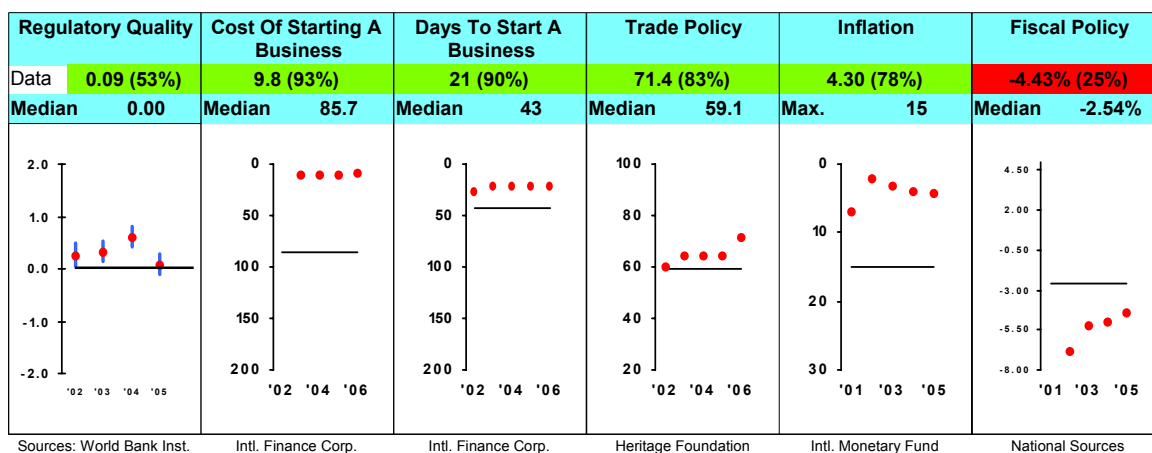 Regulatory Quality
Cost Of Starting A
Business
Days To Start A
Business
Trade Policy
Inflation
Fiscal Policy
Data 0.09 (53%) 9.8 (93%) 21 (90%) 71.4 (83%) 4.30 (78%) -4.43% (25%)
Median 0.00 Median 85.7 Median 43 Median 59.1 Max. 15 Median -2.54%
2.0
1.0
0.0
-1.0
-2.0
'02 '03 '04 '05
0
50
100
150
200
'02 '04 '06
0
50
100
150
200
'02 '04 '06
100
80
60
40
20
'02 '04 '06
0
10
20
30
'01 '03 '05
4.50
2.00
-0.50
-3.00
-5.50
-8.00
'01 '03 '05
Sources: World Bank Inst. Intl. Finance Corp. Intl. Finance Corp. Heritage Foundation Intl. Monetary Fund National Sources